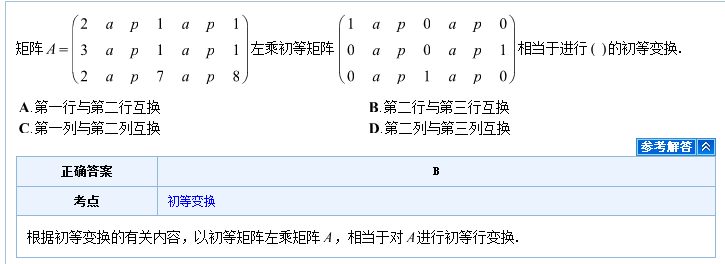 矩阵 A = (2 a p 1 a p 1
3 a p 1 a p 1
2 a p 7 a p 8) 左乘初等矩阵 (1 a p 0 a p 0
0 a p 0 a p 1
0 a p 1 a p 0) 相当于进行 ( ) 的初等变换.
A.第一行与第二行互换 B.第二行与第三行互换
C.第一列与第二列互换 D.第二列与第三列互换
参考解答
正确答案 B
考点 初等变换
根据初等变换的有关内容，以初等矩阵左乘矩阵 A，相当于对 A进行初等行变换.